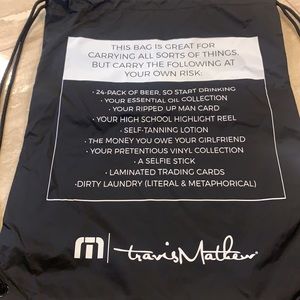 THIS BAG IS GREAT FOR
CARRYING ALL SORTS OF THINGS,
BUT CARRY THE FOLLOWING AT
YOUR OWN RISK:
• 24-PACK OF BEER, SO START DRINKING
• YOUR ESSENTIAL OIL COLLECTION
• YOUR RIPPED UP MAN CARD
• YOUR HIGH SCHOOL HIGHLIGHT REEL
• SELF-TANNING LOTION
• THE MONEY YOU OWE YOUR GIRLFRIEND
• YOUR PRETENTIOUS VINYL COLLECTION
• A SELFIE STICK
• LAMINATED TRADING CARDS
• DIRTY LAUNDRY (LITERAL & METAPHORICAL)
m | travisMathew